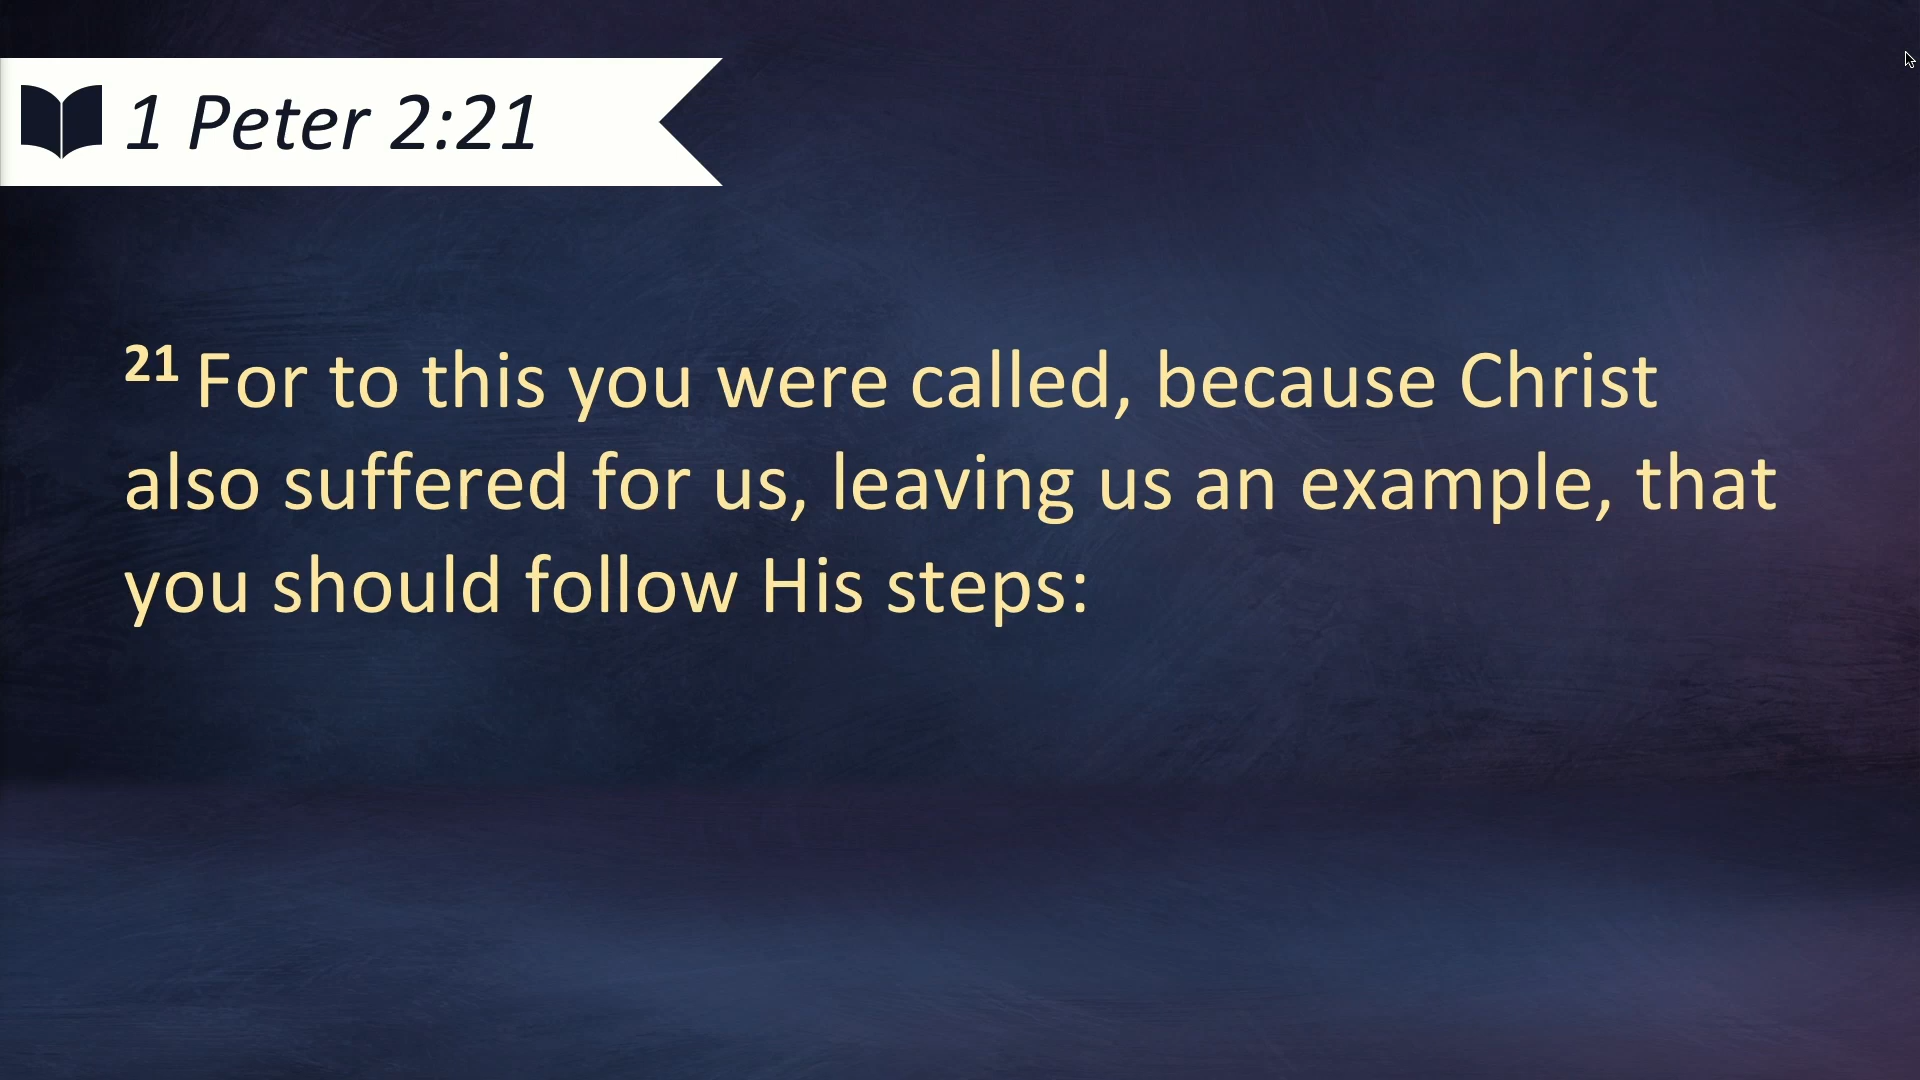 1 Peter 2:21
21 For to this you were called, because Christ
also suffered for us, leaving us an example, that
you should follow His steps: